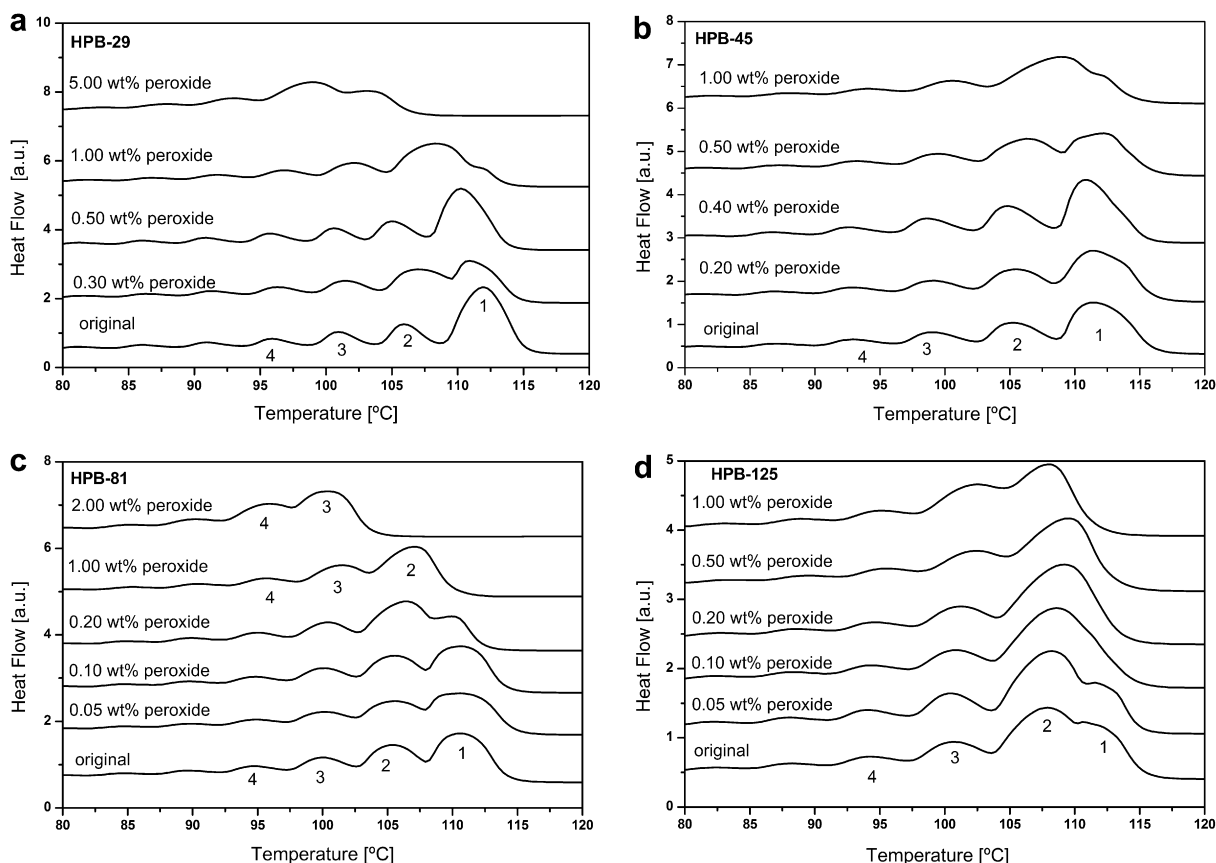 a
HPB-29
10
8
6
4
2
0
Heat Flow [a.u.]
5.00 wt% peroxide
1.00 wt% peroxide
0.50 wt% peroxide
0.30 wt% peroxide
original
4 3 2 1
80 85 90 95 100 105 110 115 120
Temperature [ºC]
b
HPB-45
8
7
6
5
4
3
2
1
0
Heat Flow [a.u.]
1.00 wt% peroxide
0.50 wt% peroxide
0.40 wt% peroxide
0.20 wt% peroxide
original
4 3 2 1
80 85 90 95 100 105 110 115 120
Temperature [ºC]
c
HPB-81
8
6
4
2
0
Heat Flow [a.u.]
2.00 wt% peroxide
4 3
1.00 wt% peroxide
4 3 2
0.20 wt% peroxide
0.10 wt% peroxide
0.05 wt% peroxide
original
4 3 2 1
80 85 90 95 100 105 110 115 120
Temperature [ºC]
d
HPB-125
5
4
3
2
1
0
Heat Flow [a.u.]
1.00 wt% peroxide
0.50 wt% peroxide
0.20 wt% peroxide
0.10 wt% peroxide
0.05 wt% peroxide
original
4 3 2 1
80 85 90 95 100 105 110 115 120
Temperature [ºC]